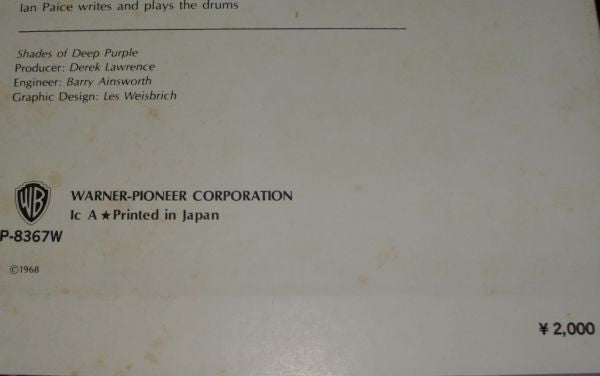 Ian Paice writes and plays the drums
Shades of Deep Purple
Producer: Derek Lawrence
Engineer: Barry Ainsworth
Graphic Design: Les Weisbrich
WB
WARNER-PIONEER CORPORATION
Ic A ★ Printed in Japan
P-8367W
©1968
¥ 2,000